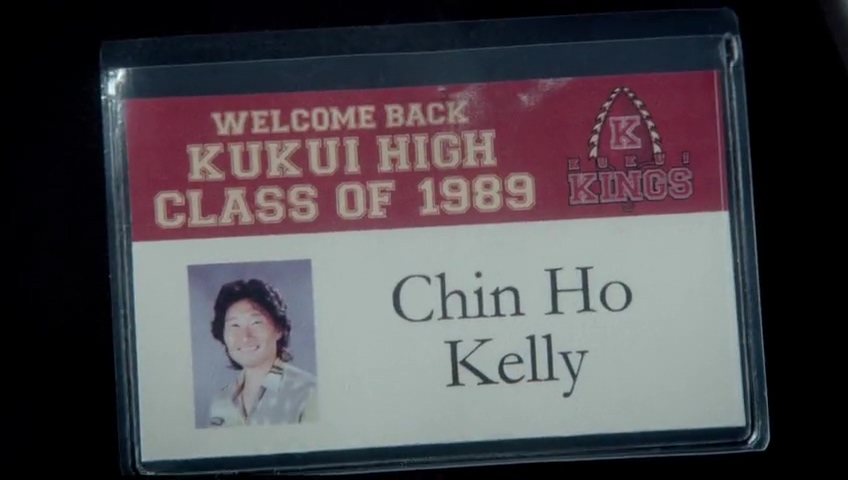 WELCOME BACK
KUKUI HIGH
CLASS OF 1989
K
KUKUI
KINGS
Chin Ho
Kelly